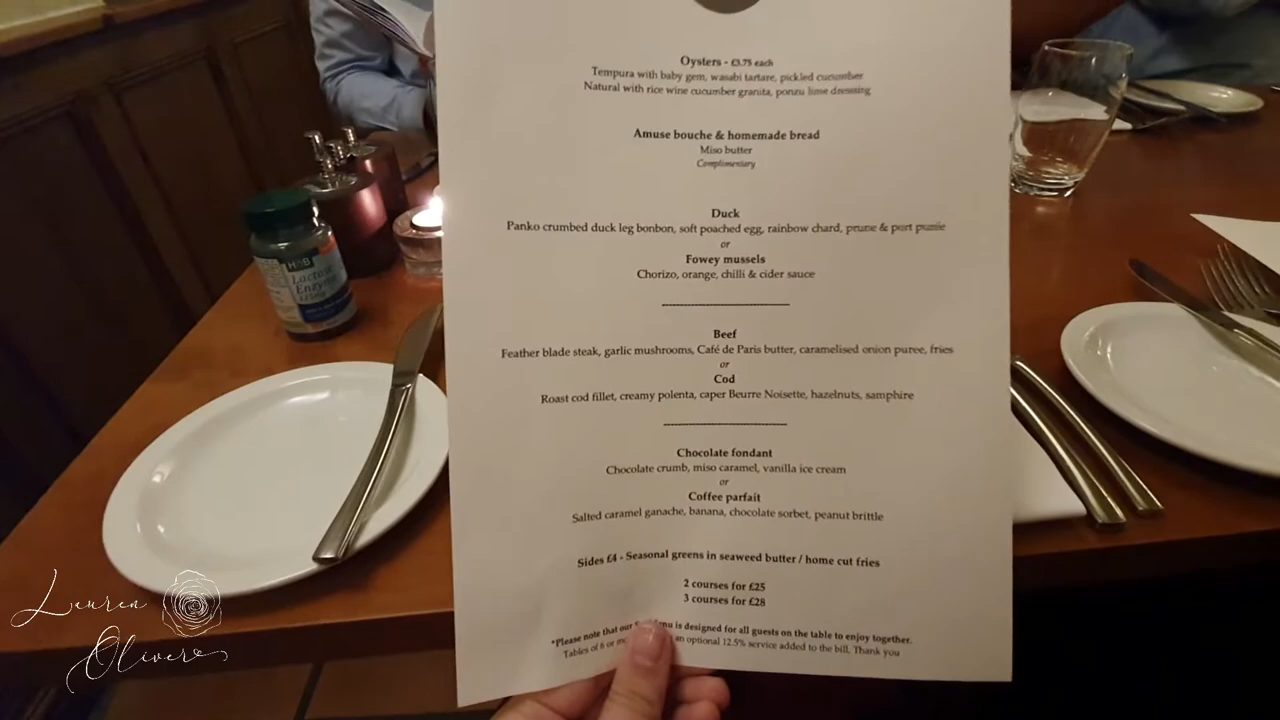 Oysters - £3.75 each
Tempura with baby gem, wasabi tartare, pickled cucumber
Natural with rice wine cucumber granita, ponzu lime dressing
Amuse bouche & homemade bread
Miso butter
Complimentary
Duck
Panko crumbed duck leg bonbon, soft poached egg, rainbow chard, prune & port purée
or
Fowey mussels
Chorizo, orange, chilli & cider sauce
Beef
Feather blade steak, garlic mushrooms, Café de Paris butter, caramelised onion puree, fries
or
Cod
Roast cod fillet, creamy polenta, caper Beurre Noisette, hazelnuts, samphire
Chocolate fondant
Chocolate crumb, miso caramel, vanilla ice cream
or
Coffee parfait
Salted caramel ganache, banana, chocolate sorbet, peanut brittle
Sides £4 - Seasonal greens in seaweed butter / home cut fries
2 courses for £25
3 courses for £28
*Please note that our is designed for all guests on the table to enjoy together.
Tables of 6 or an optional 12.5% service added to the bill. Thank you
H&B
Lactase
Enzyme
Lauren
Olivero